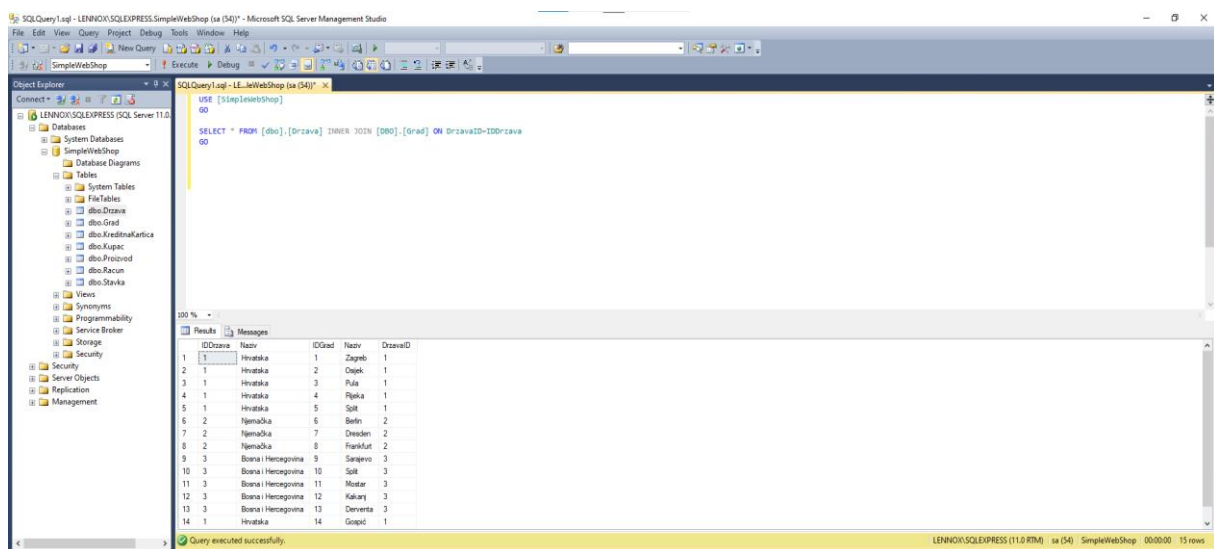 SQLQuery1.sql - LENNOX\SQLEXPRESS.SimpleWebShop (sa (54))* - Microsoft SQL Server Management Studio
File Edit View Query Project Debug Tools Window Help
New Query
SimpleWebShop Execute Debug
Object Explorer
Connect
LENNOX\SQLEXPRESS (SQL Server 11.0
Databases
System Databases
SimpleWebShop
Database Diagrams
Tables
System Tables
FileTables
dbo.Drzava
dbo.Grad
dbo.KreditnaKartica
dbo.Kupac
dbo.Proizvod
dbo.Racun
dbo.Stavka
Views
Synonyms
Programmability
Service Broker
Storage
Security
Security
Server Objects
Replication
Management
SQLQuery1.sql - LE...leWebShop (sa (54))*
USE [SimpleWebShop]
GO
SELECT * FROM [dbo].[Drzava] INNER JOIN [DBO].[Grad] ON DrzavaID=IDDrzava
GO
100 %
Results Messages
IDDrzava Naziv IDGrad Naziv DrzavaID
1 1 Hrvatska 1 Zagreb 1
2 1 Hrvatska 2 Osijek 1
3 1 Hrvatska 3 Pula 1
4 1 Hrvatska 4 Rijeka 1
5 1 Hrvatska 5 Split 1
6 2 Njemačka 6 Berlin 2
7 2 Njemačka 7 Dresden 2
8 2 Njemačka 8 Frankfurt 2
9 3 Bosna i Hercegovina 9 Sarajevo 3
10 3 Bosna i Hercegovina 10 Split 3
11 3 Bosna i Hercegovina 11 Mostar 3
12 3 Bosna i Hercegovina 12 Kakanj 3
13 3 Bosna i Hercegovina 13 Derventa 3
14 1 Hrvatska 14 Gospić 1
Query executed successfully. LENNOX\SQLEXPRESS (11.0 RTM) sa (54) SimpleWebShop 00:00:00 15 rows